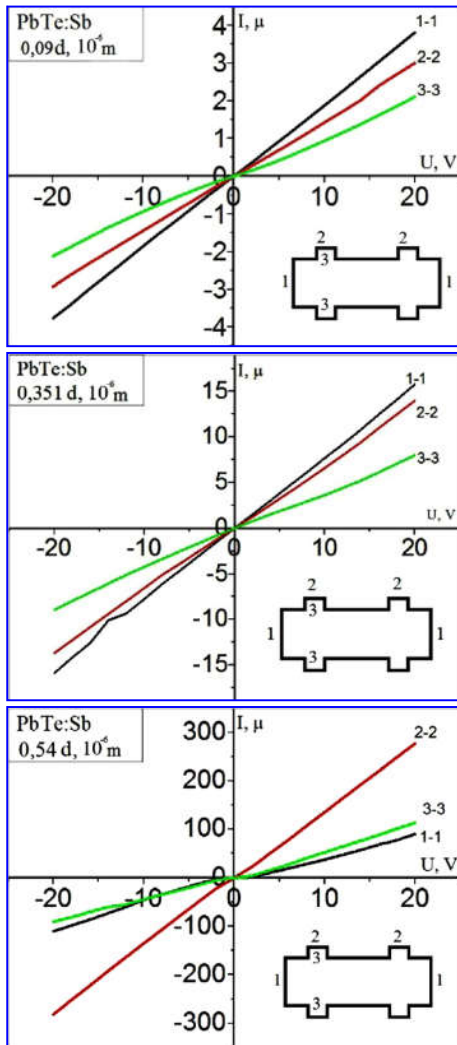 PbTe:Sb
0,09d, 10⁻⁶m
I, μ
1-1
2-2
3-3
4
3
2
1
0
-1
-2
-3
-4
-20 -10 0 10 20
U, V
2 2
3
1 1
3
PbTe:Sb
0,351 d, 10⁻⁶m
I, μ
1-1
2-2
3-3
15
10
5
0
-5
-10
-15
-20 -10 0 10 20
U, V
2 2
3
1 1
3
PbTe:Sb
0,54 d, 10⁻⁶m
I, μ
2-2
3-3
1-1
300
200
100
0
-100
-200
-300
-20 -10 0 10 20
U, V
2 2
3
1 1
3